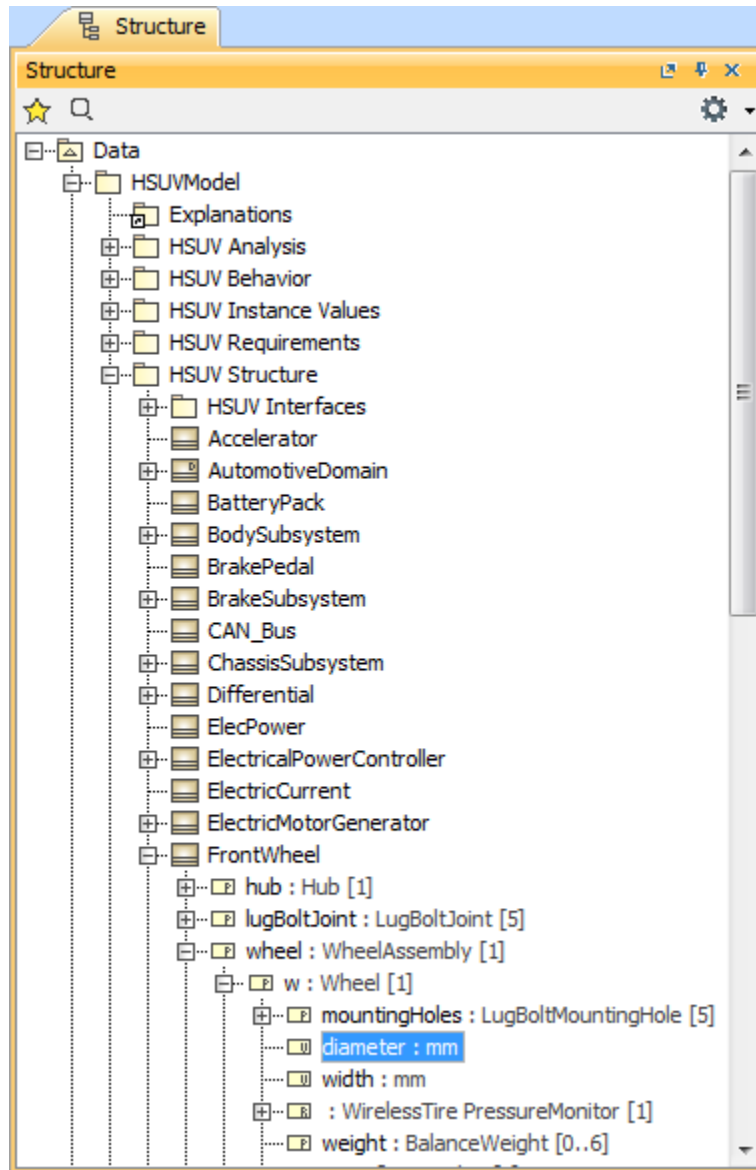 Structure
Structure
Data
HSUVModel
Explanations
HSUV Analysis
HSUV Behavior
HSUV Instance Values
HSUV Requirements
HSUV Structure
HSUV Interfaces
Accelerator
AutomotiveDomain
BatteryPack
BodySubsystem
BrakePedal
BrakeSubsystem
CAN_Bus
ChassisSubsystem
Differential
ElecPower
ElectricalPowerController
ElectricCurrent
ElectricMotorGenerator
FrontWheel
hub : Hub [1]
lugBoltJoint : LugBoltJoint [5]
wheel : WheelAssembly [1]
w : Wheel [1]
mountingHoles : LugBoltMountingHole [5]
diameter : mm
width : mm
: WirelessTire PressureMonitor [1]
weight : BalanceWeight [0..6]